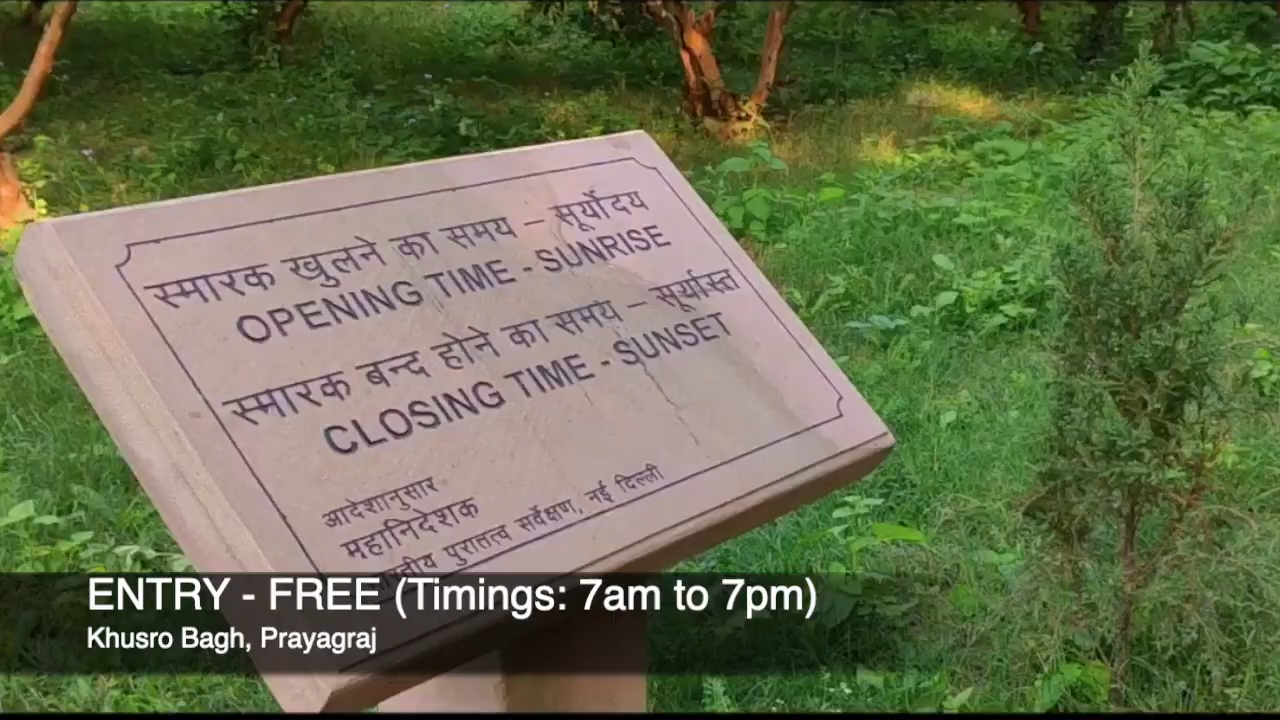 स्मारक खुलने का समय – सूर्योदय
OPENING TIME - SUNRISE
स्मारक बन्द होने का समय – सूर्यास्त
CLOSING TIME - SUNSET
आदेशानुसार
महानिदेशक
भारतीय पुरातत्व सर्वेक्षण, नई दिल्ली
ENTRY - FREE (Timings: 7am to 7pm)
Khusro Bagh, Prayagraj